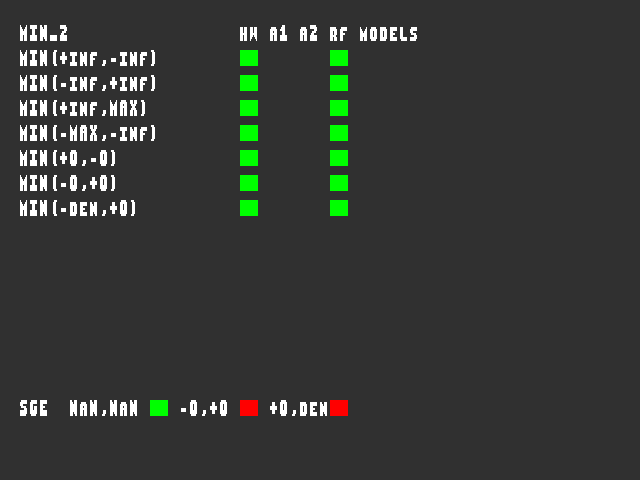 MIN_2 HW A1 A2 RF MODELS
MIN(+INF,-INF)
MIN(-INF,+INF)
MIN(+INF,MAX)
MIN(-MAX,-INF)
MIN(+0,-0)
MIN(-0,+0)
MIN(-DEN,+0)
SGE NAN,NAN -0,+0 +0,DEN